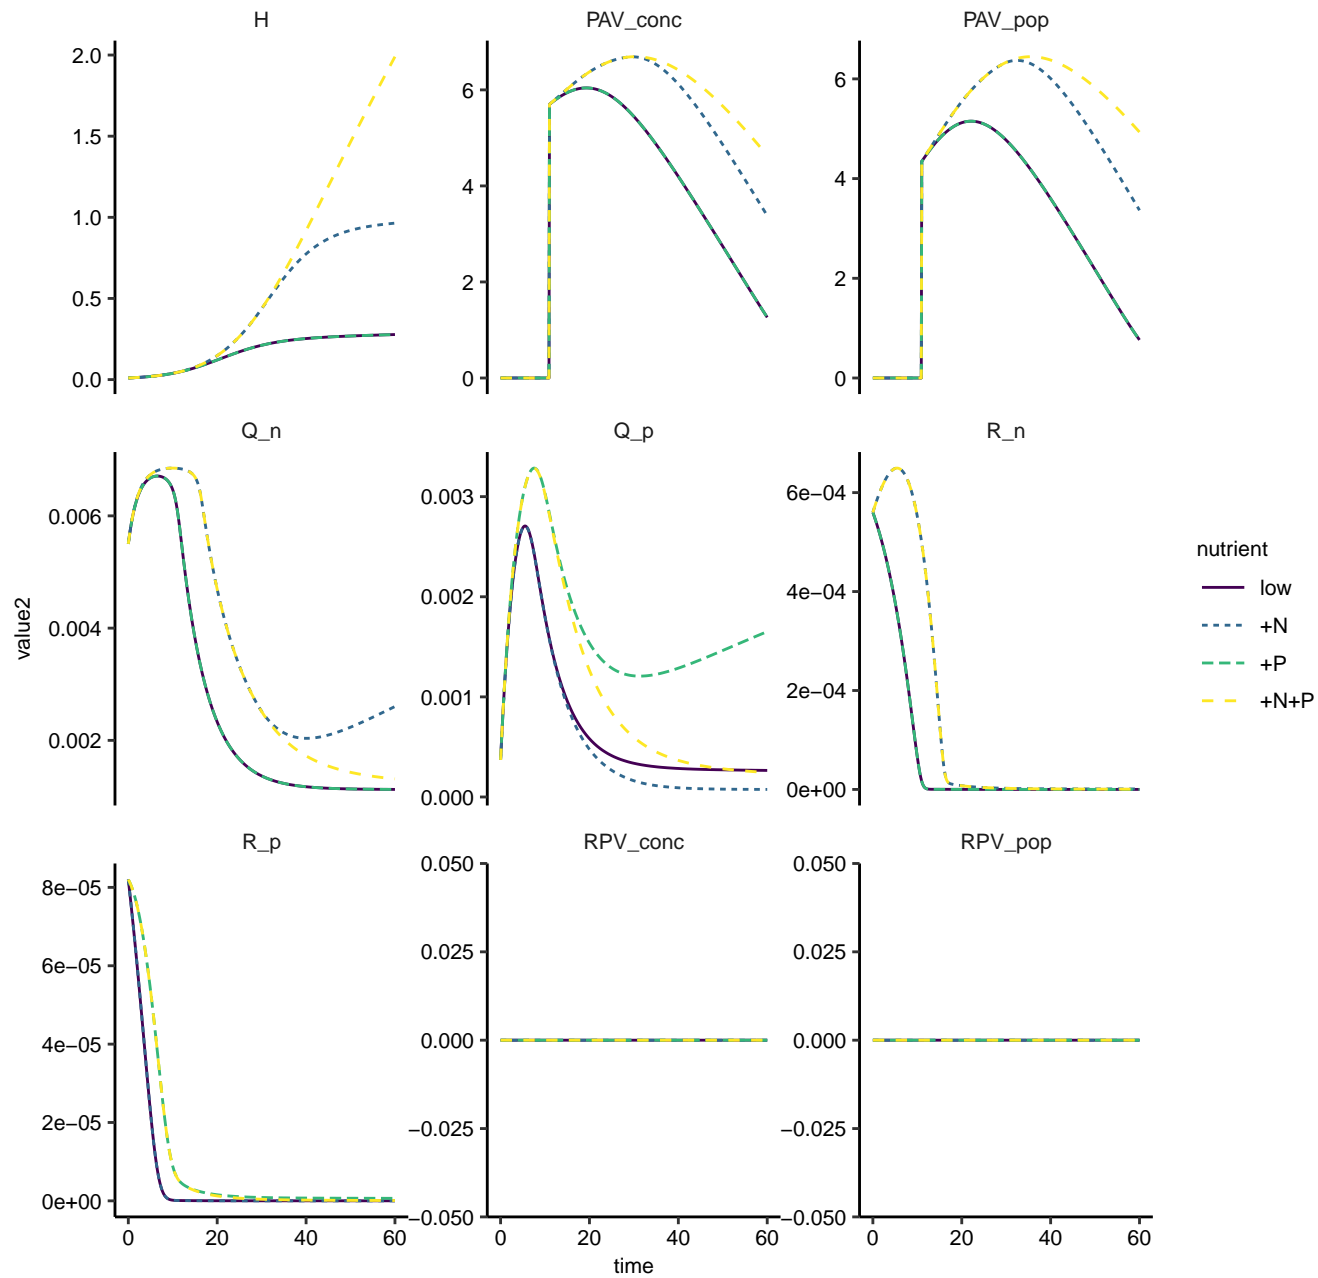 H
PAV_conc
PAV_pop
2.0
1.5
1.0
0.5
0.0
6
4
2
0
6
4
2
0
Q_n
Q_p
R_n
0.006
0.004
0.002
0.003
0.002
0.001
0.000
6e−04
4e−04
2e−04
0e+00
R_p
RPV_conc
RPV_pop
8e−05
6e−05
4e−05
2e−05
0e+00
0.050
0.025
0.000
−0.025
−0.050
0.050
0.025
0.000
−0.025
−0.050
0 20 40 60
0 20 40 60
0 20 40 60
time
value2
nutrient
low
+N
+P
+N+P